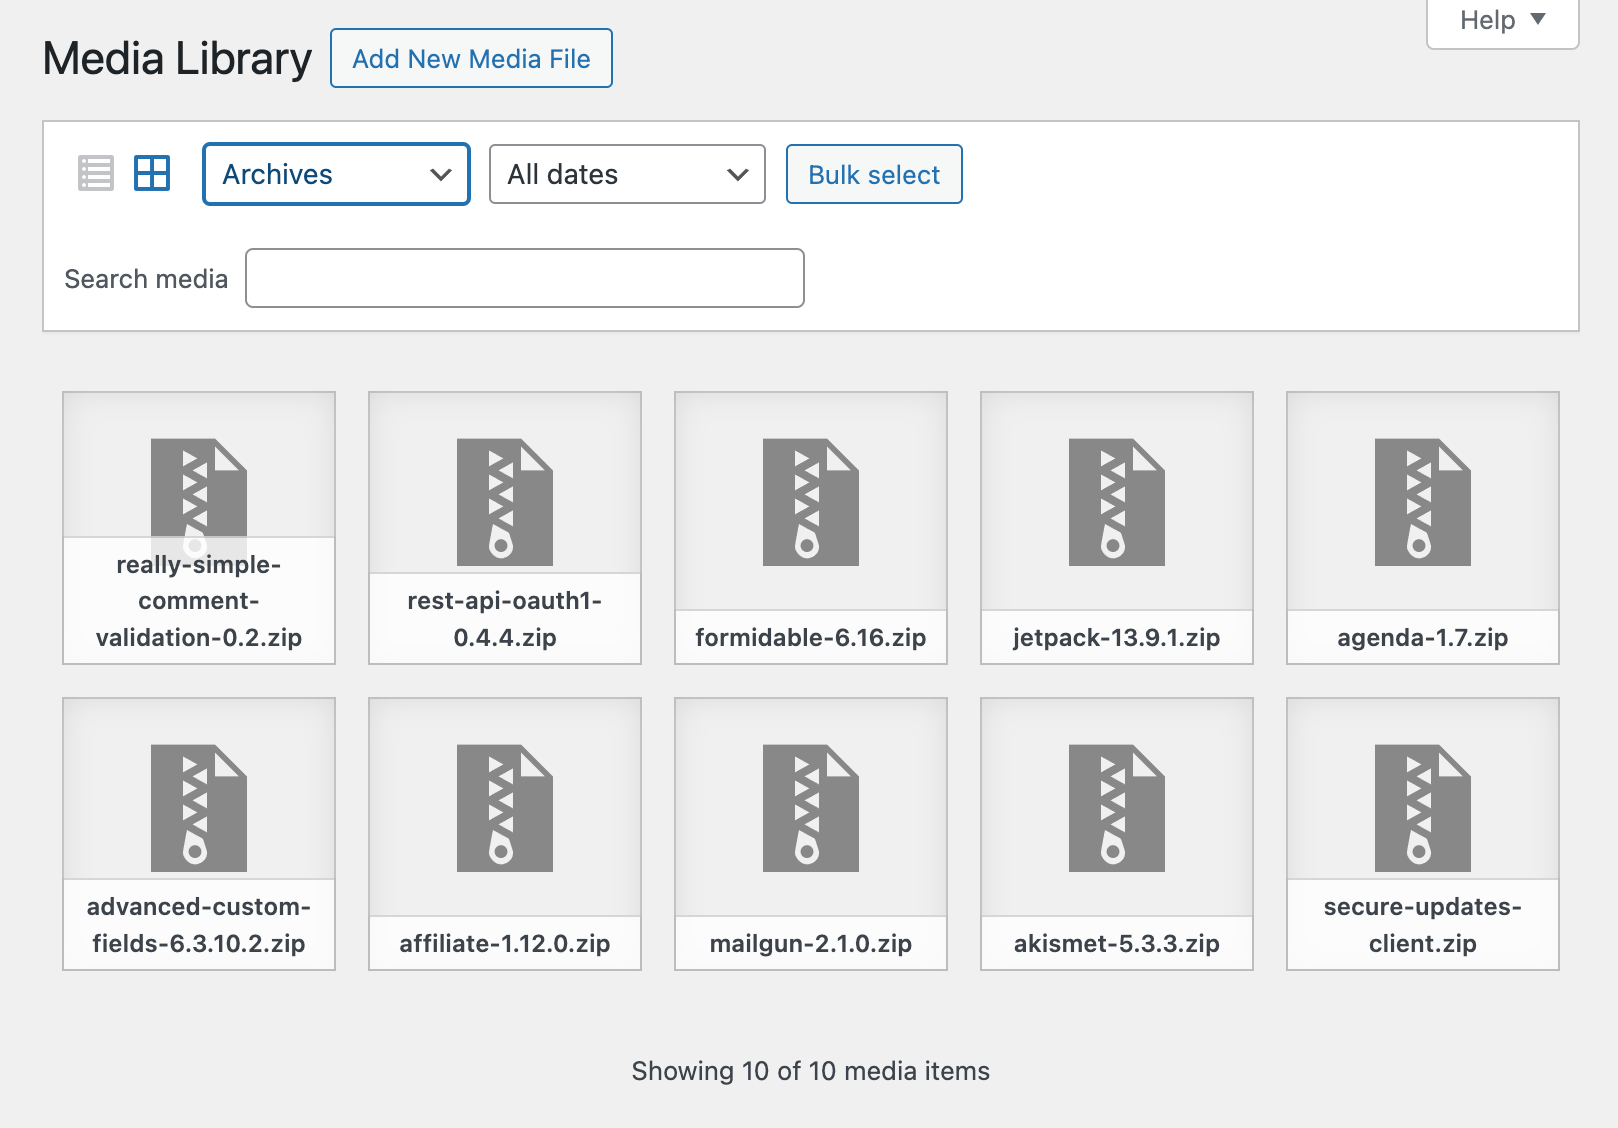 Help
Media Library
Add New Media File
Archives
All dates
Bulk select
Search media
really-simple-
comment-
validation-0.2.zip
rest-api-oauth1-
0.4.4.zip
formidable-6.16.zip
jetpack-13.9.1.zip
agenda-1.7.zip
advanced-custom-
fields-6.3.10.2.zip
affiliate-1.12.0.zip
mailgun-2.1.0.zip
akismet-5.3.3.zip
secure-updates-
client.zip
Showing 10 of 10 media items